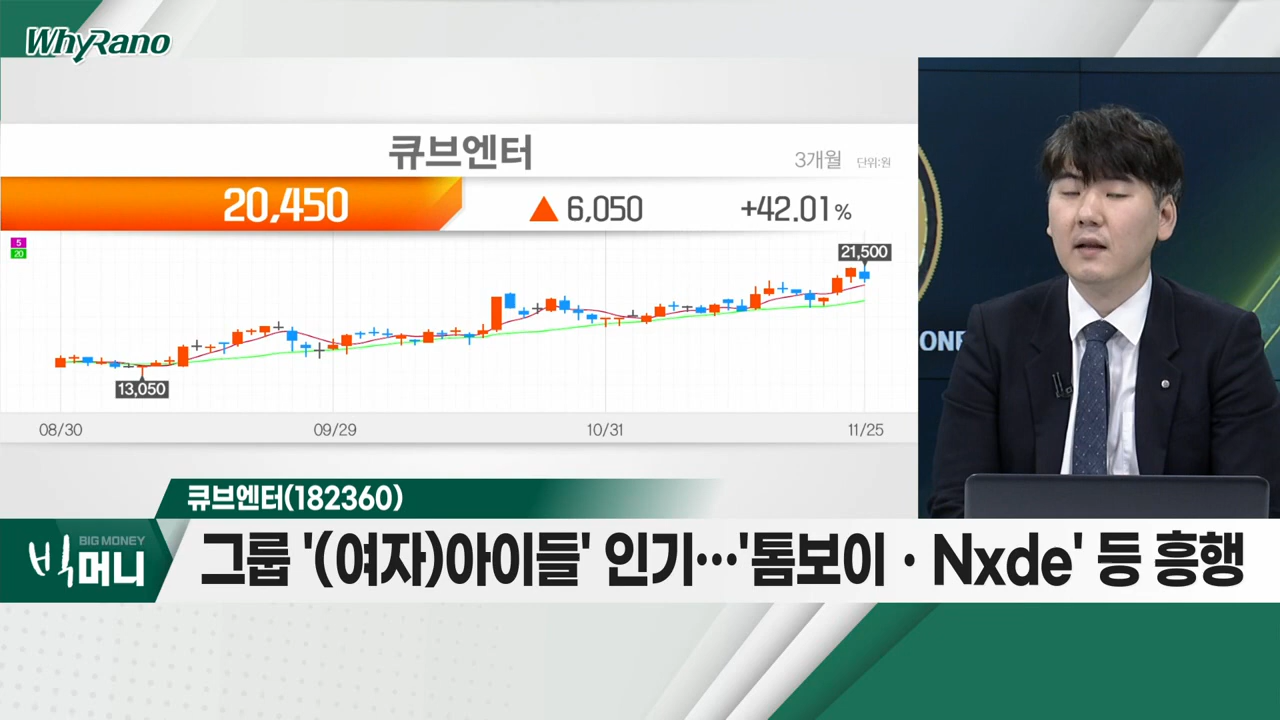 WhyRano
큐브엔터
3개월 단위:원
20,450 ▲ 6,050 +42.01%
5
20
21,500
13,050
08/30 09/29 10/31 11/25
ONE
큐브엔터(182360)
BIG MONEY
빅머니
그룹 '(여자)아이들' 인기…'톰보이·Nxde' 등 흥행